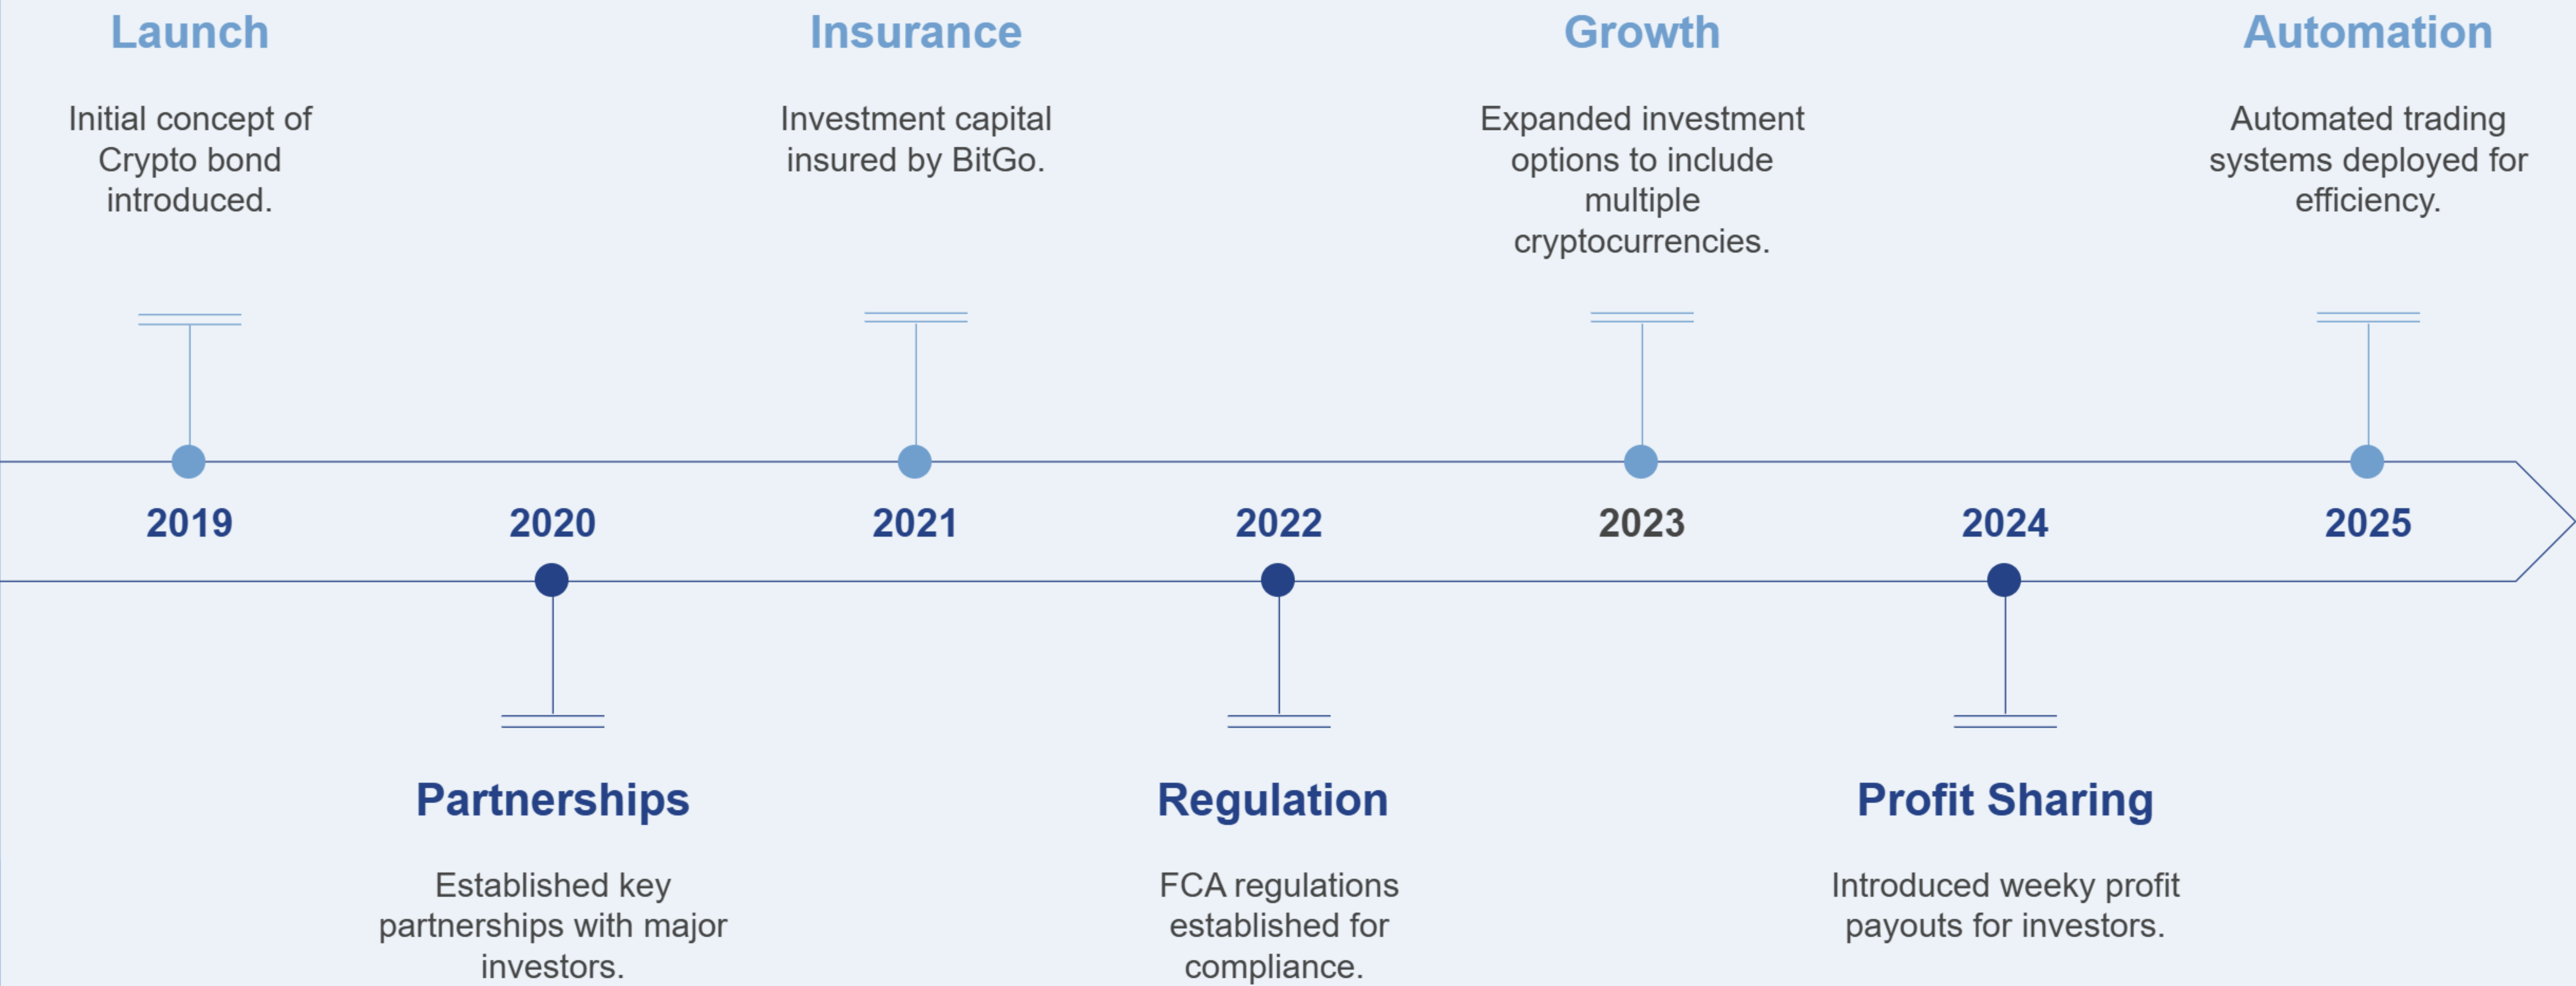 Launch
Initial concept of
Crypto bond
introduced.
Insurance
Investment capital
insured by BitGo.
Growth
Expanded investment
options to include
multiple
cryptocurrencies.
Automation
Automated trading
systems deployed for
efficiency.
2019
2020
2021
2022
2023
2024
2025
Partnerships
Established key
partnerships with major
investors.
Regulation
FCA regulations
established for
compliance.
Profit Sharing
Introduced weeky profit
payouts for investors.